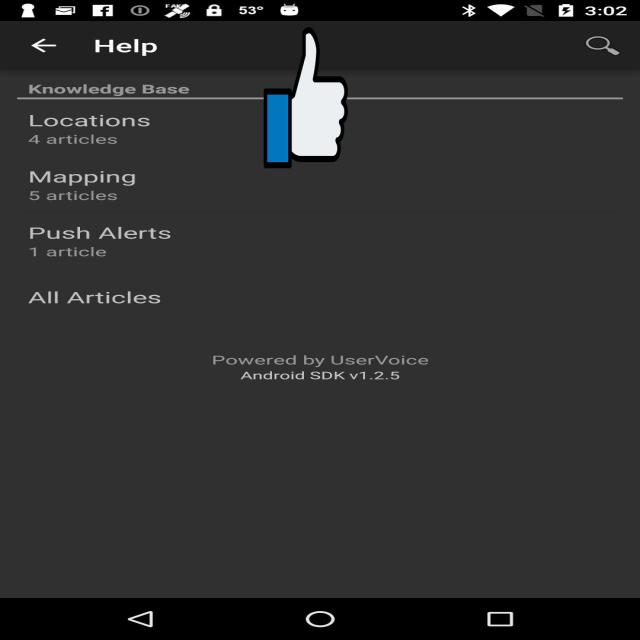 53° 3:02
Help
Knowledge Base
Locations
4 articles
Mapping
5 articles
Push Alerts
1 article
All Articles
Powered by UserVoice
Android SDK v1.2.5